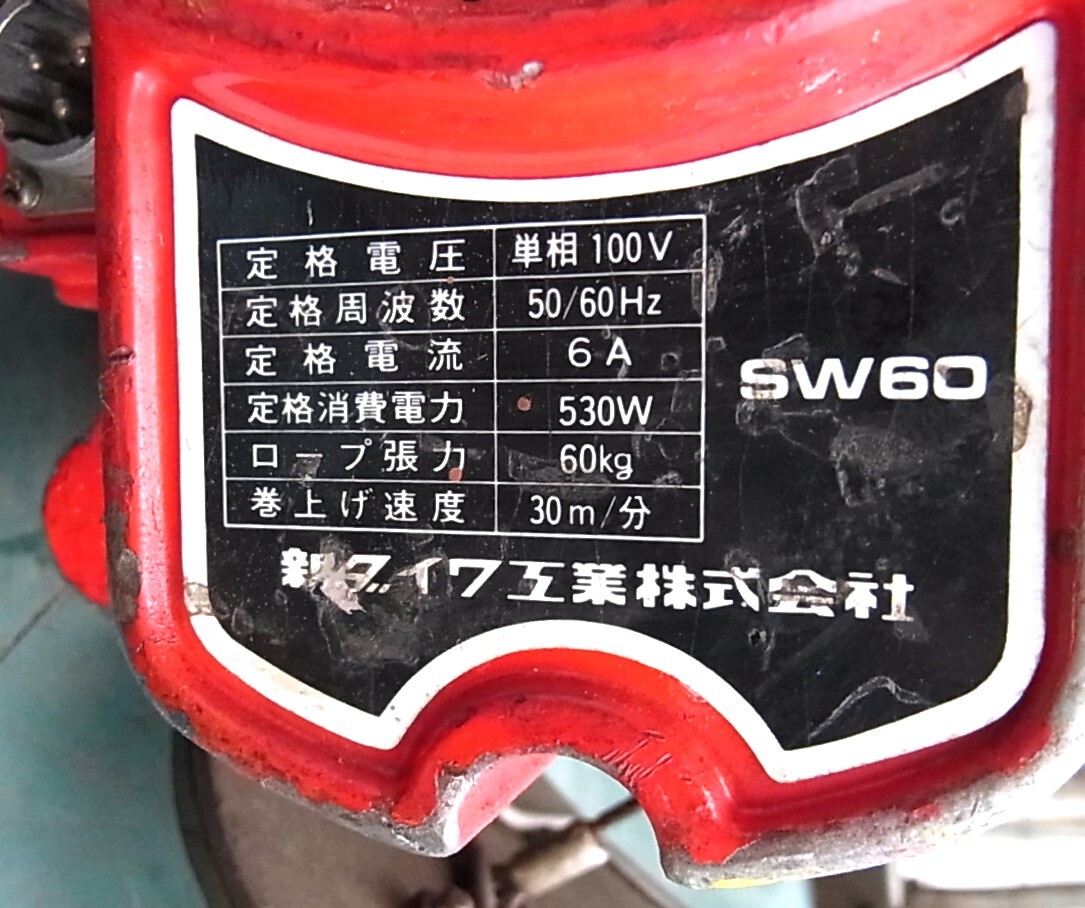 定格電圧 単相100V
定格周波数 50/60Hz
定格電流 6A
定格消費電力 530W
ロープ張力 60kg
巻上げ速度 30m/分
SW60
新ダイワ工業株式会社